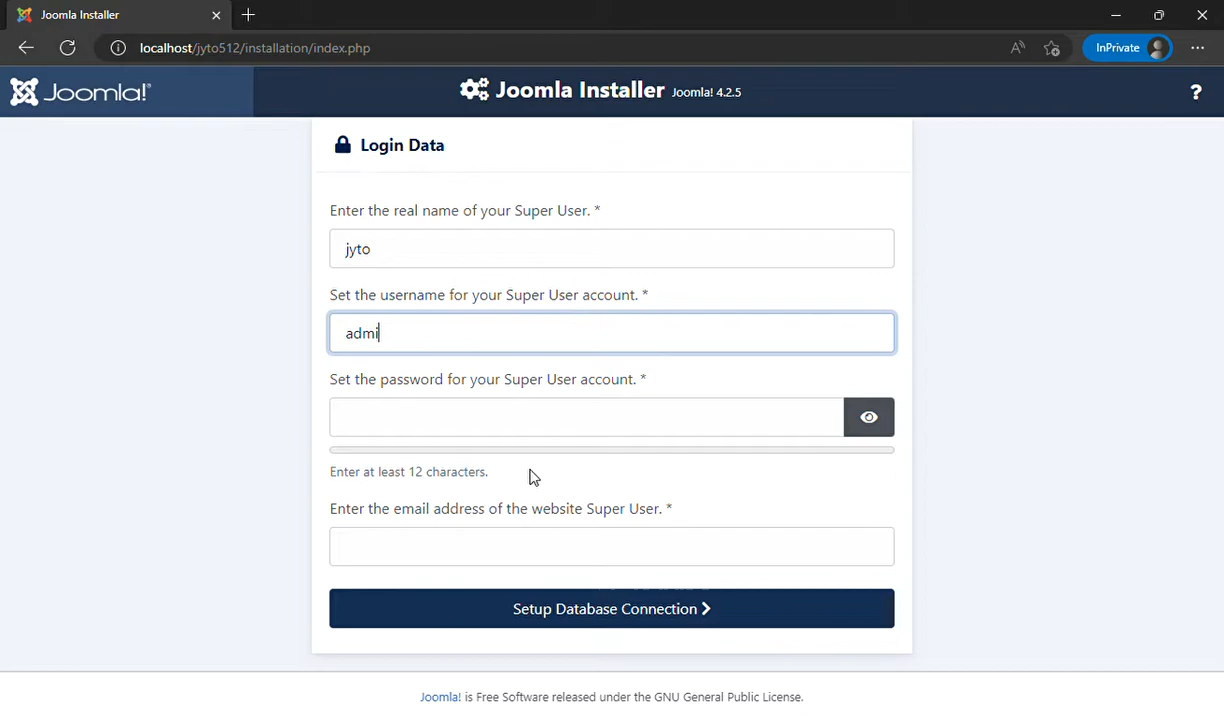 Joomla Installer
localhost/jyto512/installation/index.php
InPrivate
Joomla!®
Joomla Installer Joomla! 4.2.5
?
Login Data
Enter the real name of your Super User. *
jyto
Set the username for your Super User account. *
admi
Set the password for your Super User account. *
Enter at least 12 characters.
Enter the email address of the website Super User. *
Setup Database Connection
Joomla! is Free Software released under the GNU General Public License.